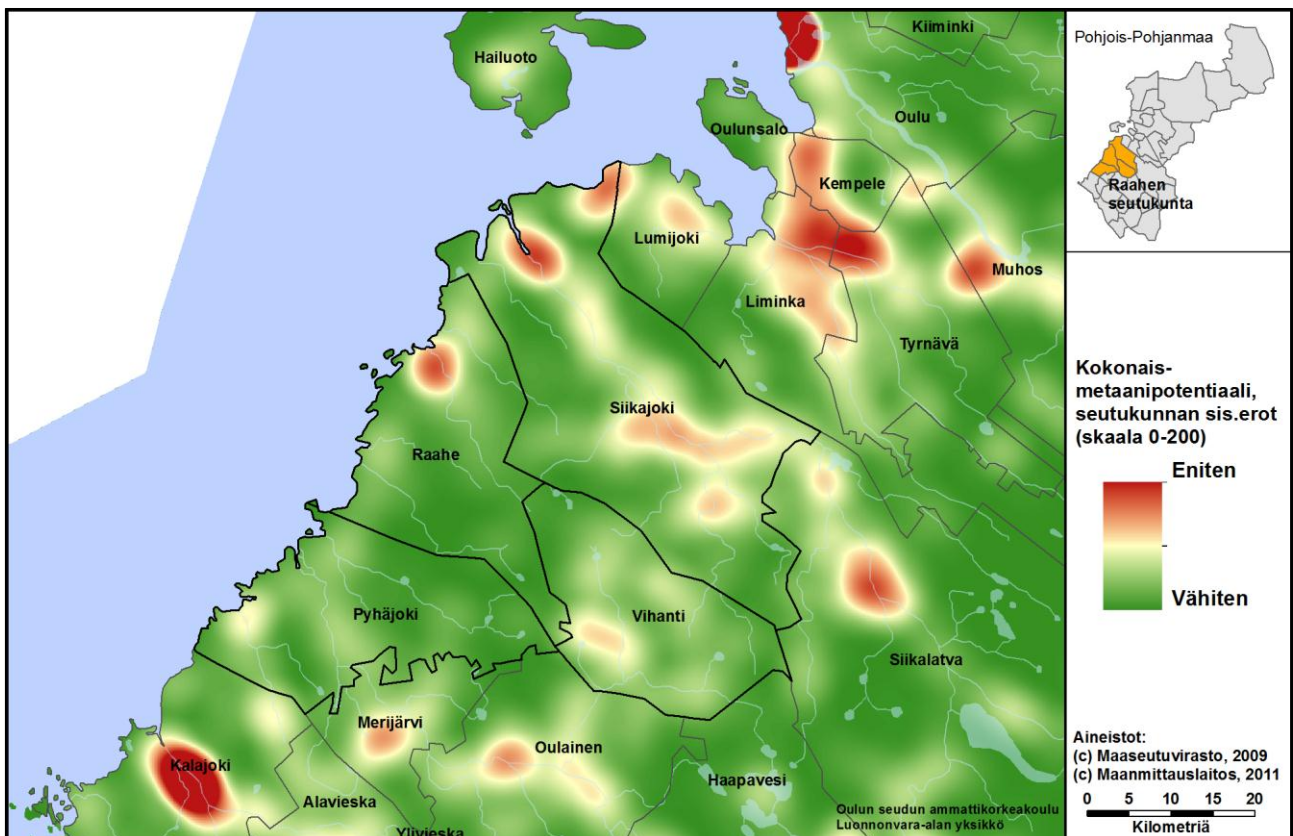 Kiiminki
Hailuoto
Oulunsalo
Oulu
Kempele
Lumijoki
Muhos
Liminka
Tyrnävä
Siikajoki
Raahe
Pyhäjoki
Vihanti
Siikalatva
Merijärvi
Kalajoki
Oulainen
Haapavesi
Alavieska
Ylivieska
Oulun seudun ammattikorkeakoulu
Luonnonvara-alan yksikkö
Pohjois-Pohjanmaa
Raahen
seutukunta
Kokonais-
metaanipotentiaali,
seutukunnan sis.erot
(skaala 0-200)
Eniten
Vähiten
Aineistot:
(c) Maaseutuvirasto, 2009
(c) Maanmittauslaitos, 2011
0 5 10 15 20
Kilometriä